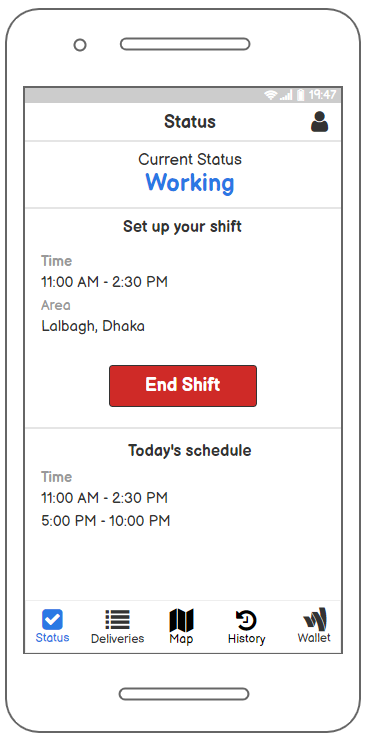 19:47
Status
Current Status
Working
Set up your shift
Time
11:00 AM - 2:30 PM
Area
Lalbagh, Dhaka
End Shift
Today's schedule
Time
11:00 AM - 2:30 PM
5:00 PM - 10:00 PM
Status Deliveries Map History Wallet